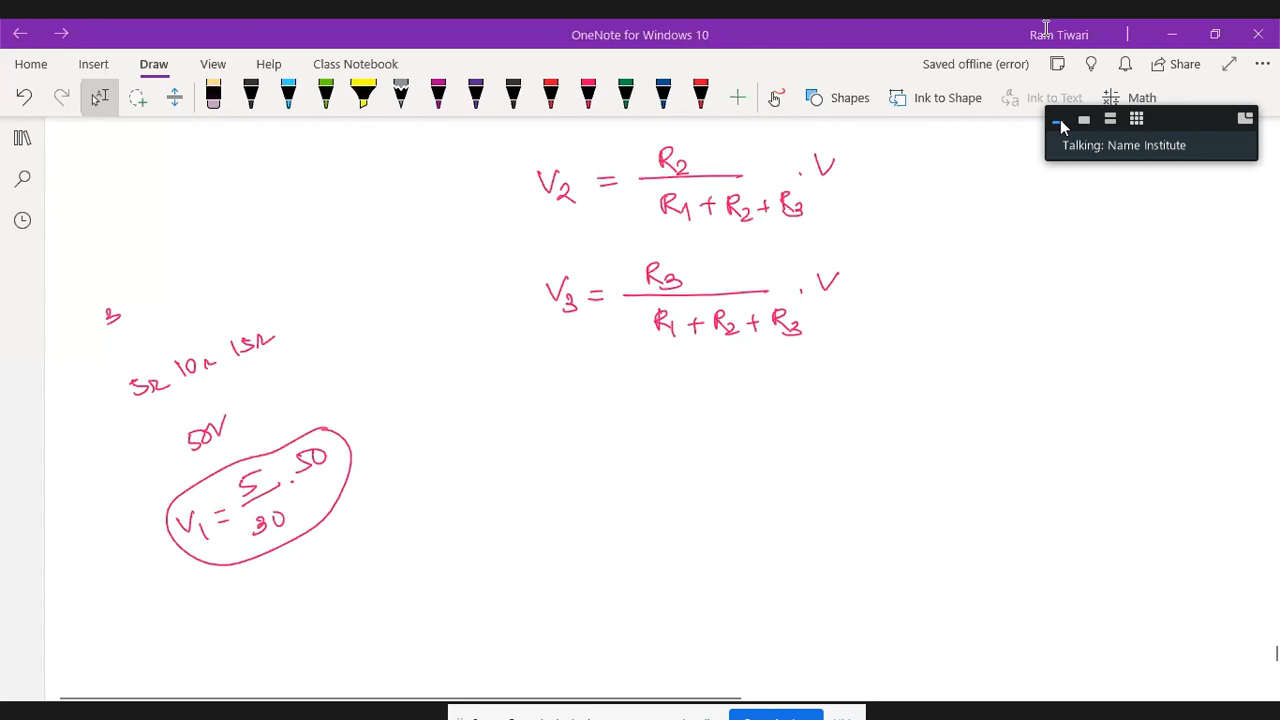 OneNote for Windows 10
Ram Tiwari
Home Insert Draw View Help Class Notebook
Saved offline (error) Share
Shapes Ink to Shape Ink to Text Math
Talking: Name Institute
V2 = R2 / R1 + R2 + R3 . V
V3 = R3 / R1 + R2 + R3 . V
3
5Ω 10Ω 15Ω
50V
V1 = 5 / 30 . 50